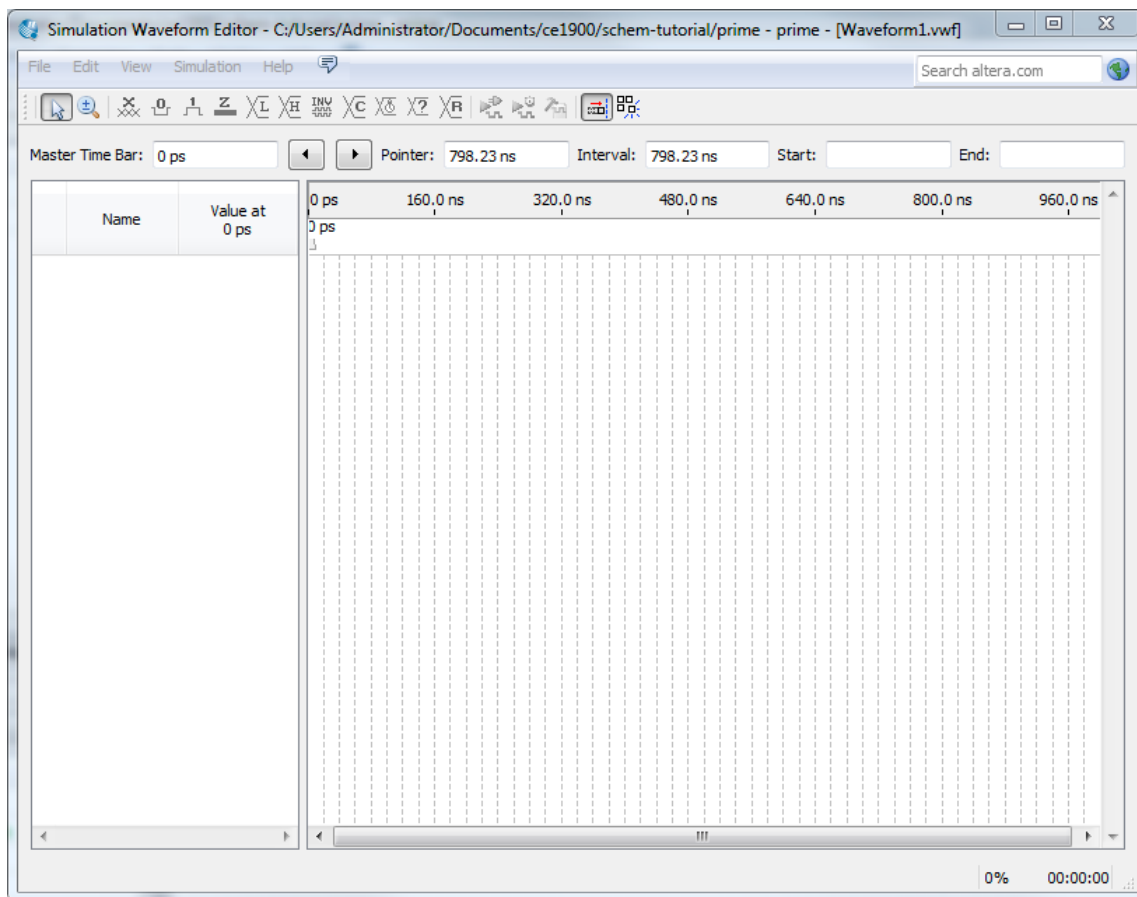 Simulation Waveform Editor - C:/Users/Administrator/Documents/ce1900/schem-tutorial/prime - prime - [Waveform1.vwf]
File Edit View Simulation Help Search altera.com
X 0 1 Z L H INV C 2 R
Master Time Bar: 0 ps Pointer: 798.23 ns Interval: 798.23 ns Start: End:
Name Value at 0 ps
0 ps 160.0 ns 320.0 ns 480.0 ns 640.0 ns 800.0 ns 960.0 ns
0 ps
0% 00:00:00